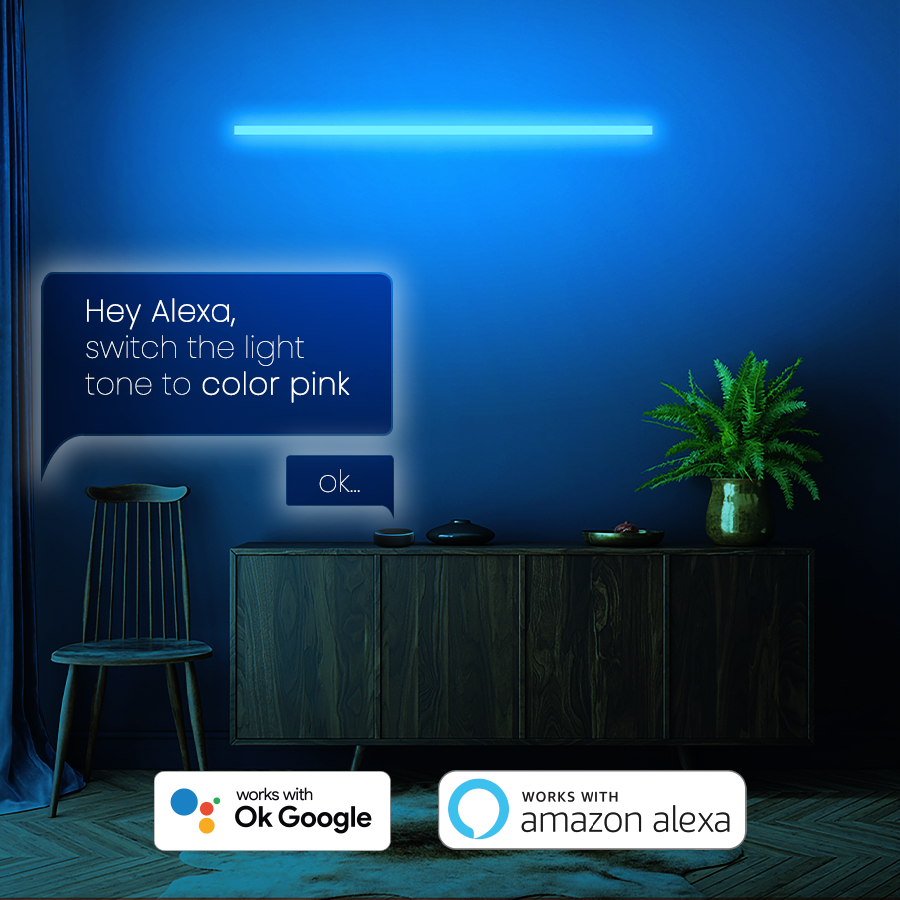 Hey Alexa,
switch the light
tone to color pink
ok...
works with
Ok Google
WORKS WITH
amazon alexa